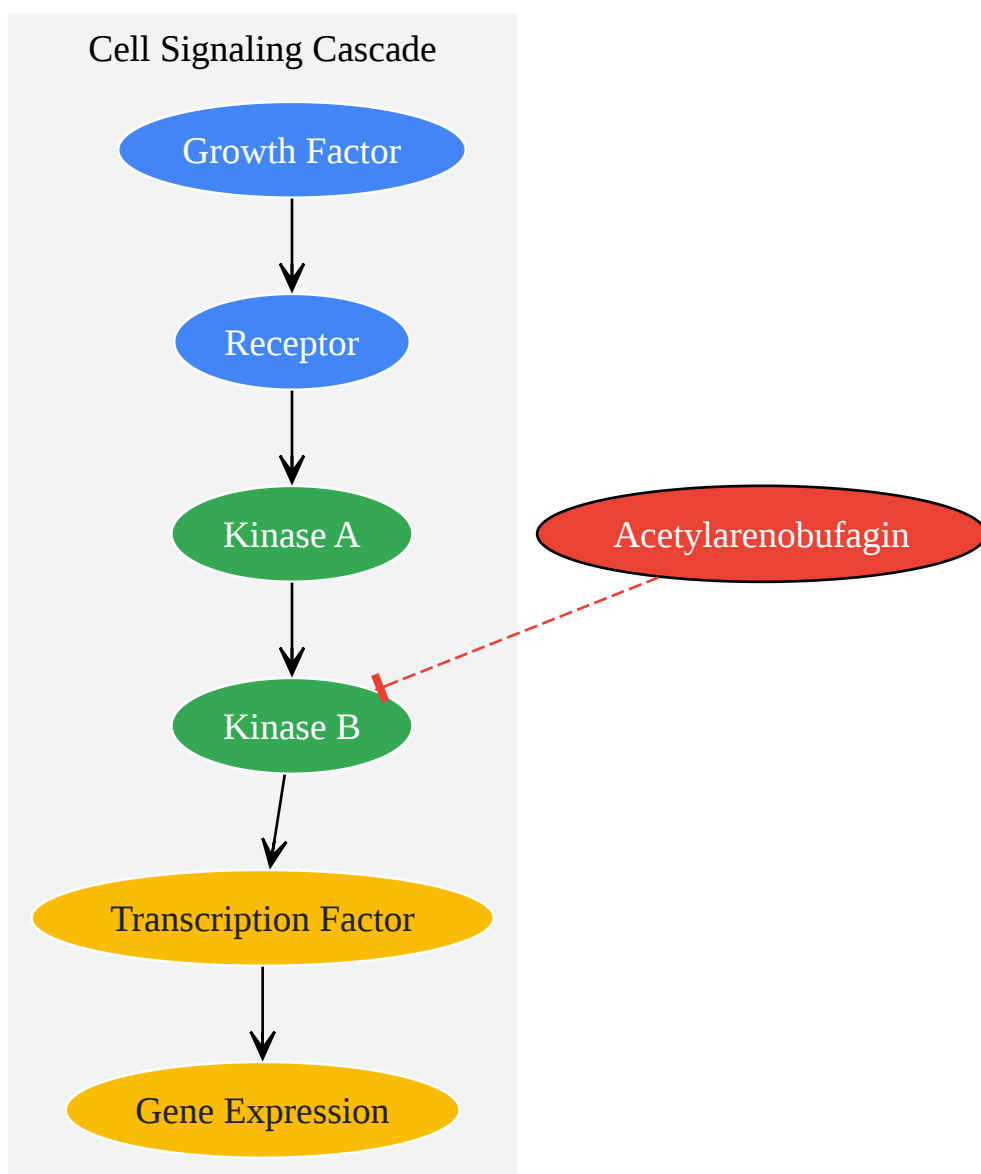 Cell Signaling Cascade
Growth Factor
Receptor
Kinase A
Acetylarenobufagin
Kinase B
Transcription Factor
Gene Expression